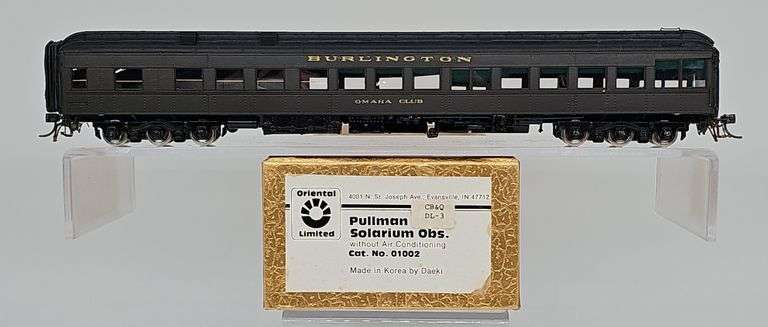 BURLINGTON
OMAHA CLUB
Oriental
Limited
4001 N. St. Joseph Ave., Evansville, IN 47712
CB&Q
DL-3
Pullman
Solarium Obs.
without Air Conditioning
Cat. No. 01002
Made in Korea by Daeki